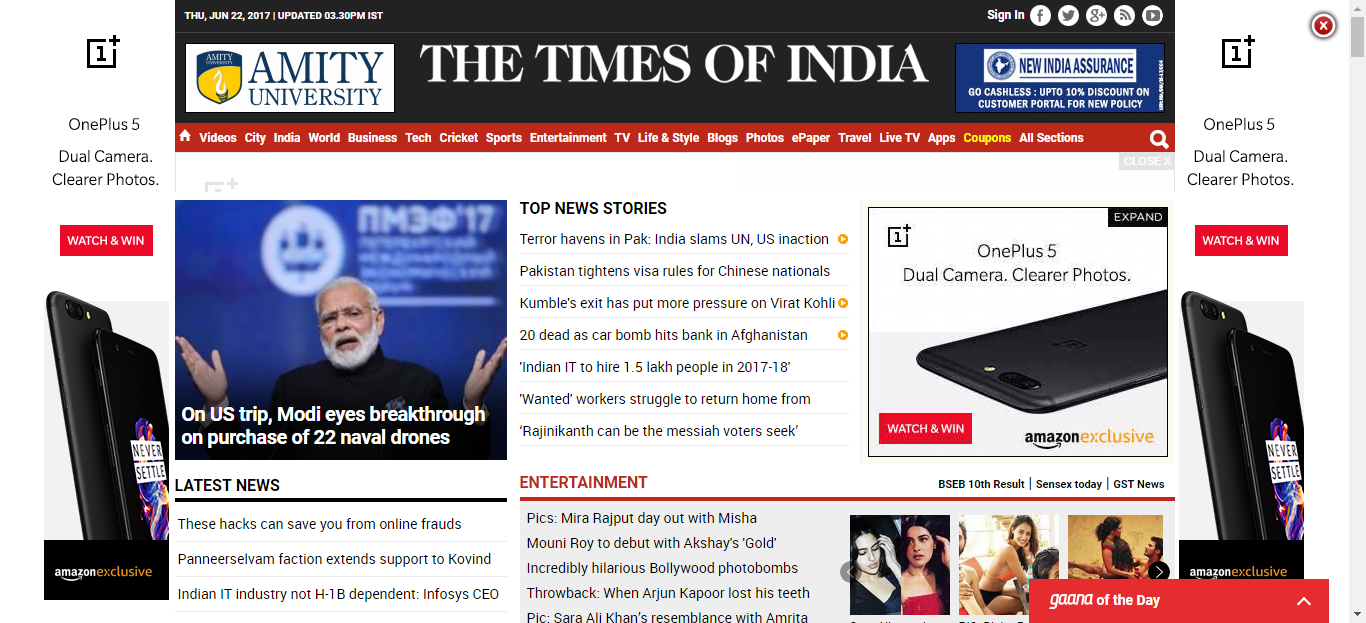 THU, JUN 22, 2017 | UPDATED 03.30PM IST
Sign In
AMITY
UNIVERSITY
AMITY
UNIVERSITY
THE TIMES OF INDIA
NEW INDIA ASSURANCE
GO CASHLESS : UPTO 10% DISCOUNT ON
CUSTOMER PORTAL FOR NEW POLICY
Videos City India World Business Tech Cricket Sports Entertainment TV Life & Style Blogs Photos ePaper Travel Live TV Apps Coupons All Sections
CLOSE X
OnePlus 5
Dual Camera.
Clearer Photos.
WATCH & WIN
NEVER
SETTLE
amazonexclusive
ПМЭФ'17
On US trip, Modi eyes breakthrough
on purchase of 22 naval drones
TOP NEWS STORIES
Terror havens in Pak: India slams UN, US inaction
Pakistan tightens visa rules for Chinese nationals
Kumble's exit has put more pressure on Virat Kohli
20 dead as car bomb hits bank in Afghanistan
'Indian IT to hire 1.5 lakh people in 2017-18'
'Wanted' workers struggle to return home from
‘Rajinikanth can be the messiah voters seek’
EXPAND
OnePlus 5
Dual Camera. Clearer Photos.
WATCH & WIN
amazonexclusive
OnePlus 5
Dual Camera.
Clearer Photos.
WATCH & WIN
NEVER
SETTLE
amazonexclusive
LATEST NEWS
These hacks can save you from online frauds
Panneerselvam faction extends support to Kovind
Indian IT industry not H-1B dependent: Infosys CEO
ENTERTAINMENT
BSEB 10th Result | Sensex today | GST News
Pics: Mira Rajput day out with Misha
Mouni Roy to debut with Akshay's 'Gold'
Incredibly hilarious Bollywood photobombs
Throwback: When Arjun Kapoor lost his teeth
Pic: Sara Ali Khan's resemblance with Amrita
gaana of the Day